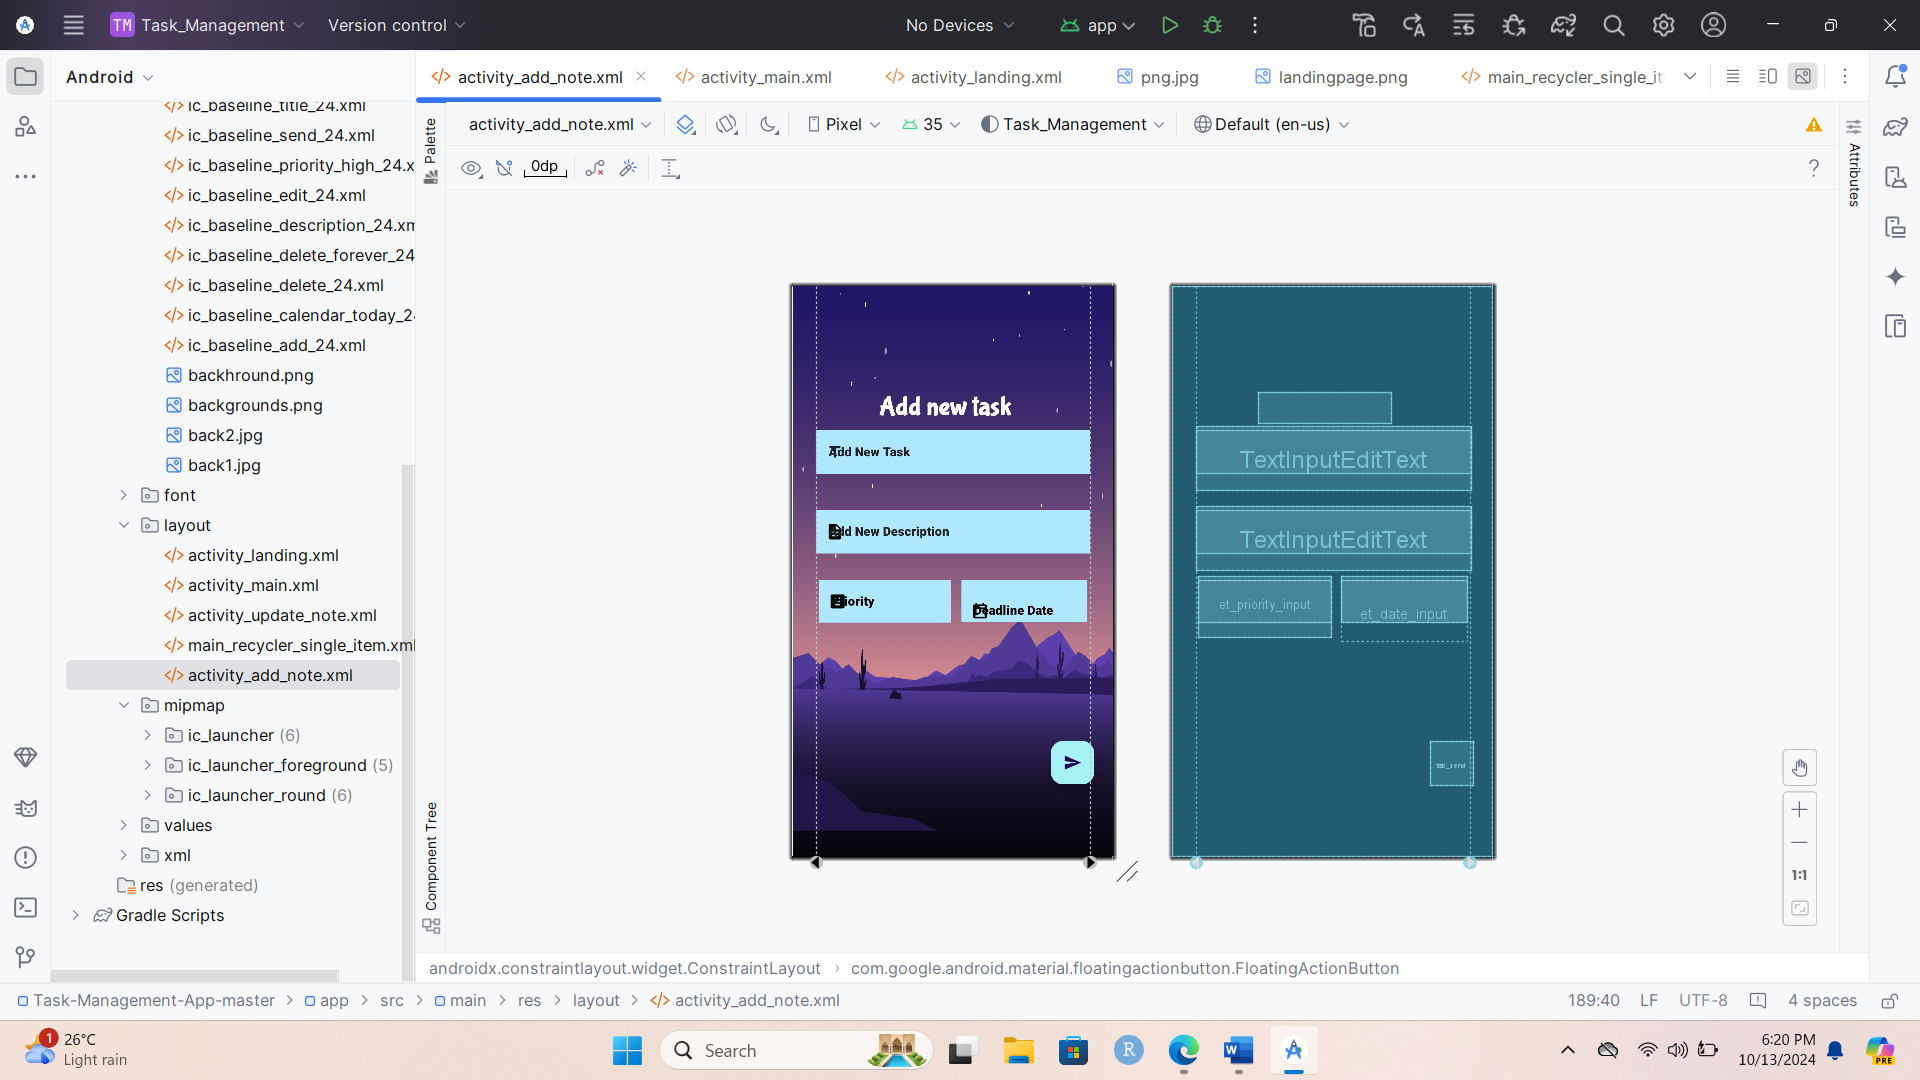 TM Task_Management
Version control
No Devices
app
Android
activity_add_note.xml
activity_main.xml
activity_landing.xml
png.jpg
landingpage.png
main_recycler_single_it
activity_add_note.xml
Pixel
35
Task_Management
Default (en-us)
0dp
?
Palette
Attributes
Component Tree
ic_baseline_title_24.xml
ic_baseline_send_24.xml
ic_baseline_priority_high_24.x
ic_baseline_edit_24.xml
ic_baseline_description_24.xm
ic_baseline_delete_forever_24
ic_baseline_delete_24.xml
ic_baseline_calendar_today_24
ic_baseline_add_24.xml
backhround.png
backgrounds.png
back2.jpg
back1.jpg
font
layout
activity_landing.xml
activity_main.xml
activity_update_note.xml
main_recycler_single_item.xml
activity_add_note.xml
mipmap
ic_launcher (6)
ic_launcher_foreground (5)
ic_launcher_round (6)
values
xml
res (generated)
Gradle Scripts
Add new task
Add New Task
Add New Description
Priority
Deadline Date
TextInputEditText
TextInputEditText
et_priority_input
et_date_input
fab_send
1:1
androidx.constraintlayout.widget.ConstraintLayout > com.google.android.material.floatingactionbutton.FloatingActionButton
Task-Management-App-master > app > src > main > res > layout > activity_add_note.xml
189:40 LF UTF-8 4 spaces
1
26°C
Light rain
Search
R
W
PRE
6:20 PM
10/13/2024